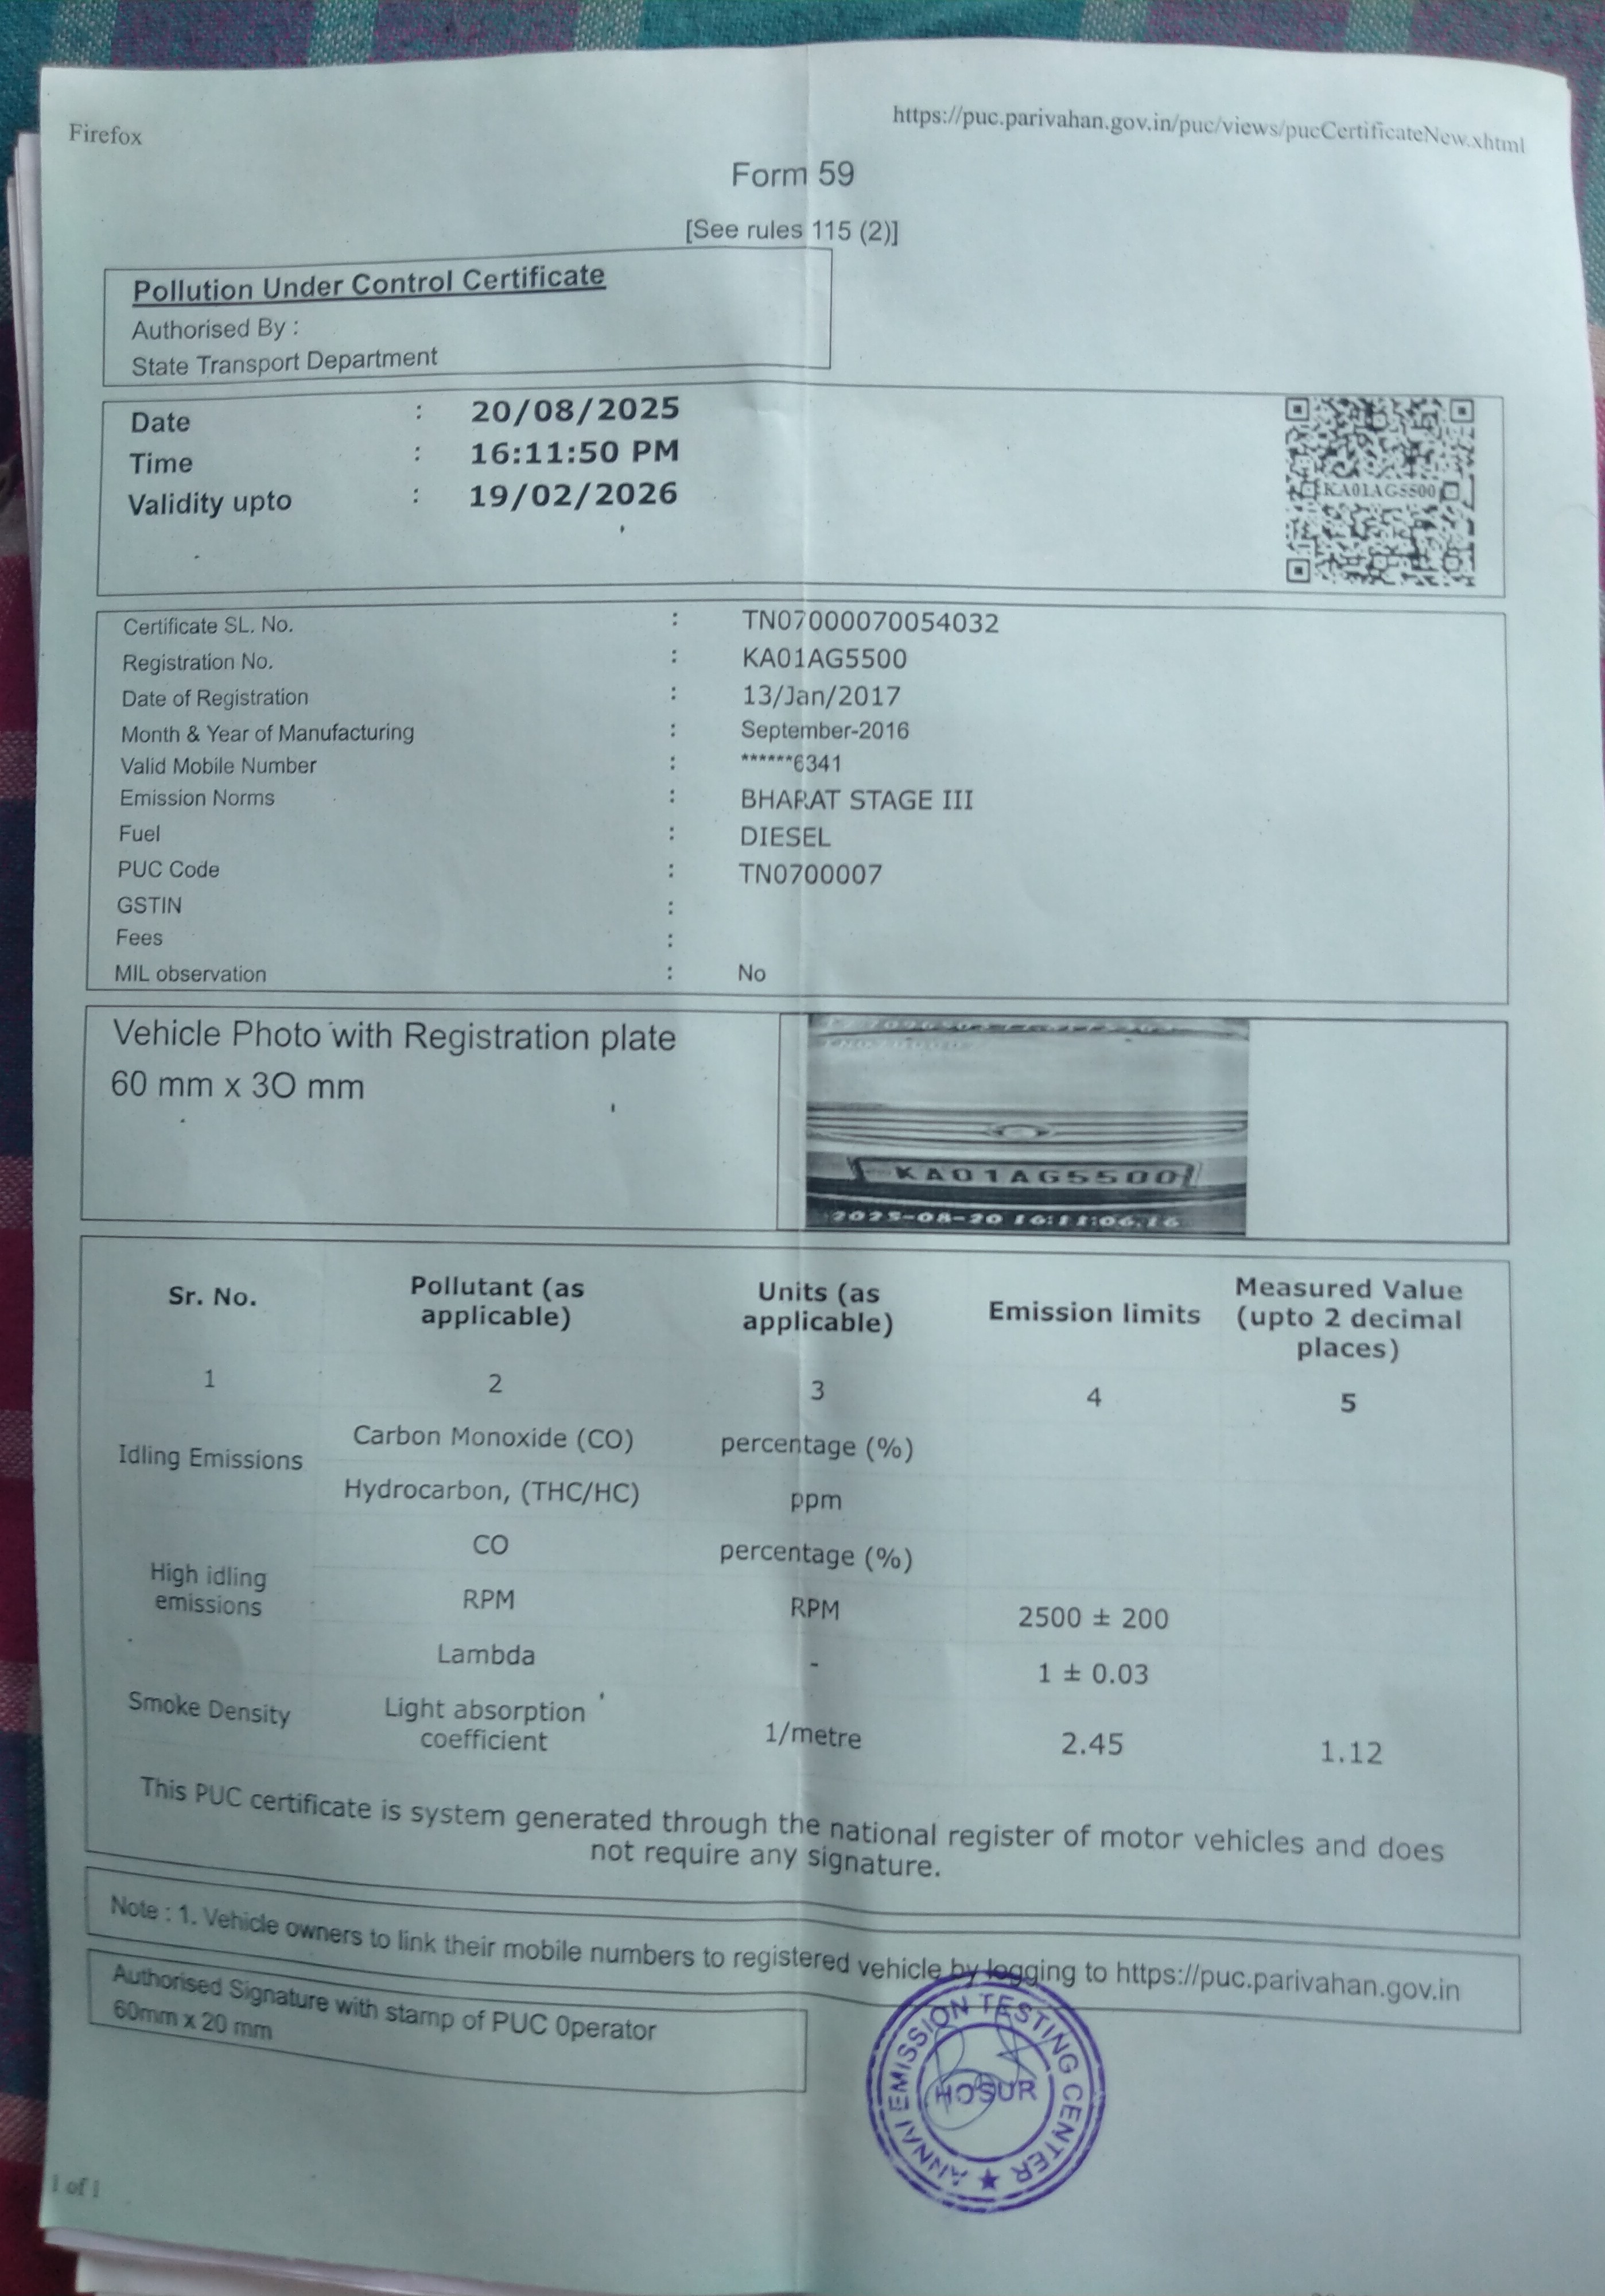 Firefox
https://puc.parivahan.gov.in/puc/views/pucCertificateNew.xhtml
Form 59
[See rules 115 (2)]
Pollution Under Control Certificate
Authorised By :
State Transport Department
Date : 20/08/2025
Time : 16:11:50 PM
Validity upto : 19/02/2026
KA01AG5500
Certificate SL. No. : TN07000070054032
Registration No. : KA01AG5500
Date of Registration : 13/Jan/2017
Month & Year of Manufacturing : September-2016
Valid Mobile Number : ******6341
Emission Norms : BHARAT STAGE III
Fuel : DIESEL
PUC Code : TN0700007
GSTIN :
Fees :
MIL observation : No
Vehicle Photo with Registration plate
60 mm x 3O mm
KA01AG5500
2025-08-20 16:11:06.16
Sr. No. Pollutant (as applicable) Units (as applicable) Emission limits Measured Value (upto 2 decimal places)
1 2 3 4 5
Idling Emissions Carbon Monoxide (CO) percentage (%)
Hydrocarbon, (THC/HC) ppm
High idling emissions CO percentage (%)
RPM RPM 2500 ± 200
Lambda - 1 ± 0.03
Smoke Density Light absorption coefficient 1/metre 2.45 1.12
This PUC certificate is system generated through the national register of motor vehicles and does
not require any signature.
Note : 1. Vehicle owners to link their mobile numbers to registered vehicle by logging to https://puc.parivahan.gov.in
Authorised Signature with stamp of PUC 0perator
60mm x 20 mm
ANNAI EMISSION TESTING CENTER
HOSUR
1 of 1